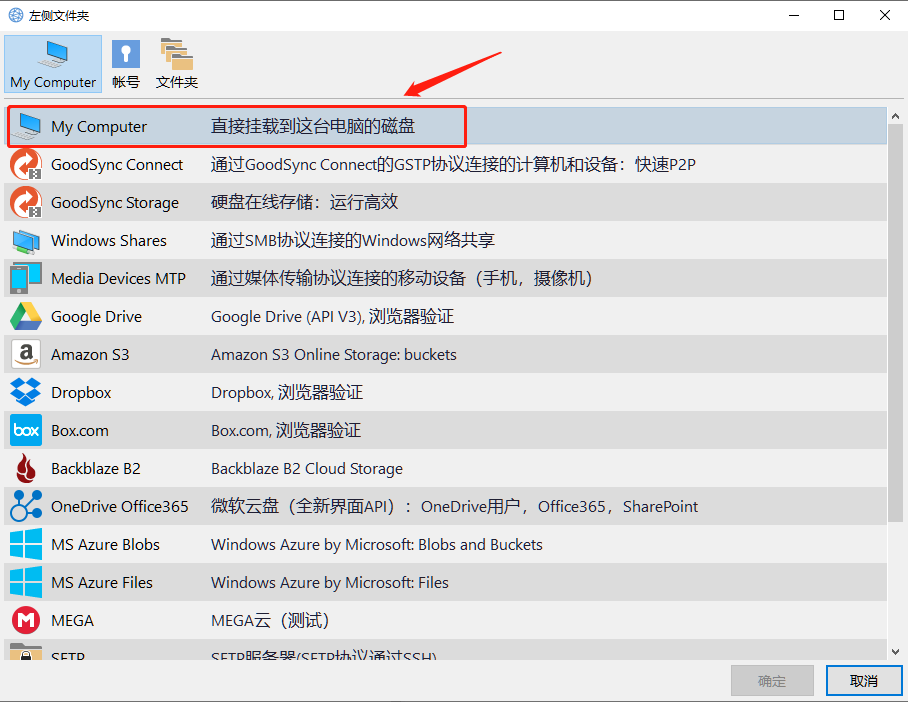 左侧文件夹
My Computer 帐号 文件夹
My Computer 直接挂载到这台电脑的磁盘
GoodSync Connect 通过GoodSync Connect的GSTP协议连接的计算机和设备：快速P2P
GoodSync Storage 硬盘在线存储：运行高效
Windows Shares 通过SMB协议连接的Windows网络共享
Media Devices MTP 通过媒体传输协议连接的移动设备（手机，摄像机）
Google Drive Google Drive (API V3), 浏览器验证
a Amazon S3 Amazon S3 Online Storage: buckets
Dropbox Dropbox, 浏览器验证
box Box.com Box.com, 浏览器验证
Backblaze B2 Backblaze B2 Cloud Storage
OneDrive Office365 微软云盘（全新界面API）：OneDrive用户，Office365，SharePoint
MS Azure Blobs Windows Azure by Microsoft: Blobs and Buckets
MS Azure Files Windows Azure by Microsoft: Files
M MEGA MEGA云（测试）
SFTP SFTP服务器(SFTP协议通过SSH)
确定 取消